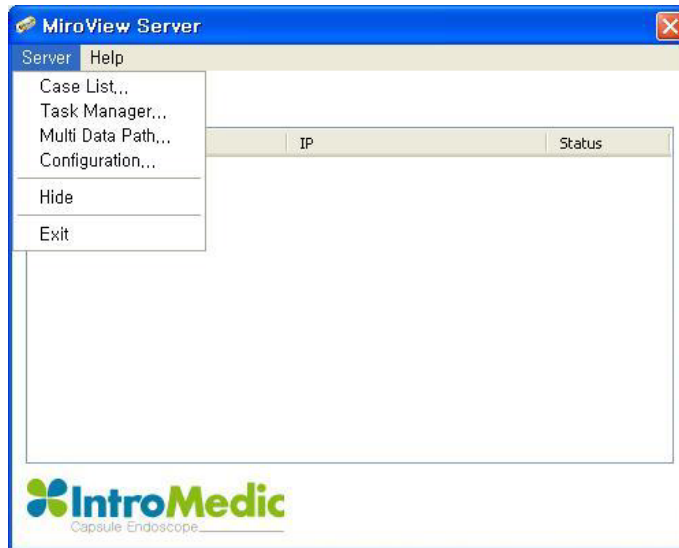 MiroView Server
Server Help
Case List...
Task Manager...
Multi Data Path...
Configuration...
Hide
Exit
IP Status
IntroMedic
Capsule Endoscope